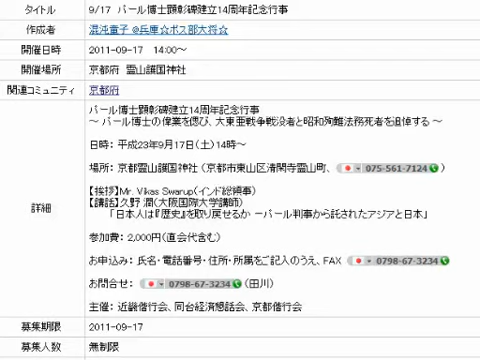 タイトル 9/17 パール博士顕彰碑建立14周年記念行事
作成者 混沌童子 @兵庫☆ボス部大将☆
開催日時 2011-09-17 14:00～
開催場所 京都府 霊山護国神社
関連コミュニティ 京都府
パール博士顕彰碑建立14周年記念行事
～ パール博士の偉業を偲び、大東亜戦争戦没者と昭和殉難法務死者を追悼する ～
日時： 平成23年9月17日（土）14時～
場所： 京都霊山護国神社 （京都市東山区清閑寺霊山町、 075-561-7124 ）
【挨拶】Mr. Vikas Swarup（インド総領事）
【講話】久野 潤（大阪国際大学講師）
詳細 「日本人は『歴史』を取り戻せるか －パール判事から託されたアジアと日本」
参加費： 2,000円（直会代含む）
お申込み： 氏名・電話番号・住所・所属をご記入のうえ、FAX 0798-67-3234
お問合せ： 0798-67-3234 （田川）
主催： 近畿偕行会、同台経済懇話会、京都偕行会
募集期限 2011-09-17
募集人数 無制限